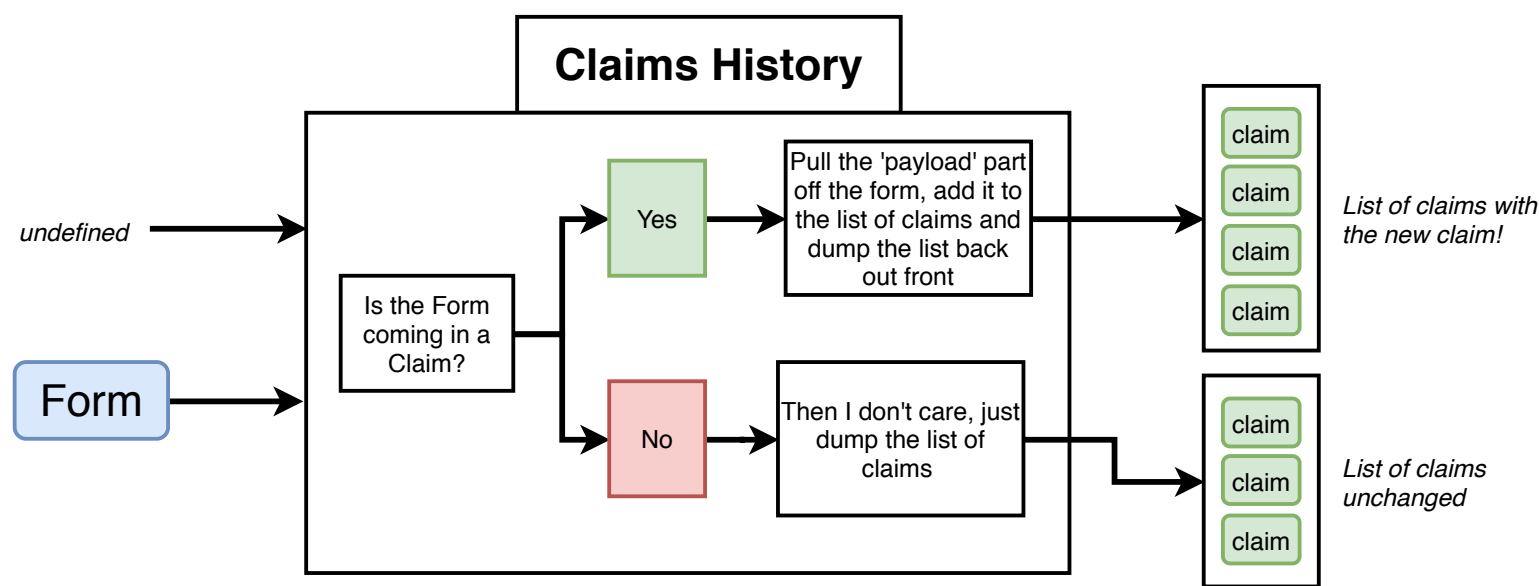 Claims History
undefined
Form
Is the Form
coming in a
Claim?
Yes
Pull the 'payload' part
off the form, add it to
the list of claims and
dump the list back
out front
No
Then I don't care, just
dump the list of
claims
claim
claim
claim
claim
List of claims with
the new claim!
claim
claim
claim
List of claims
unchanged